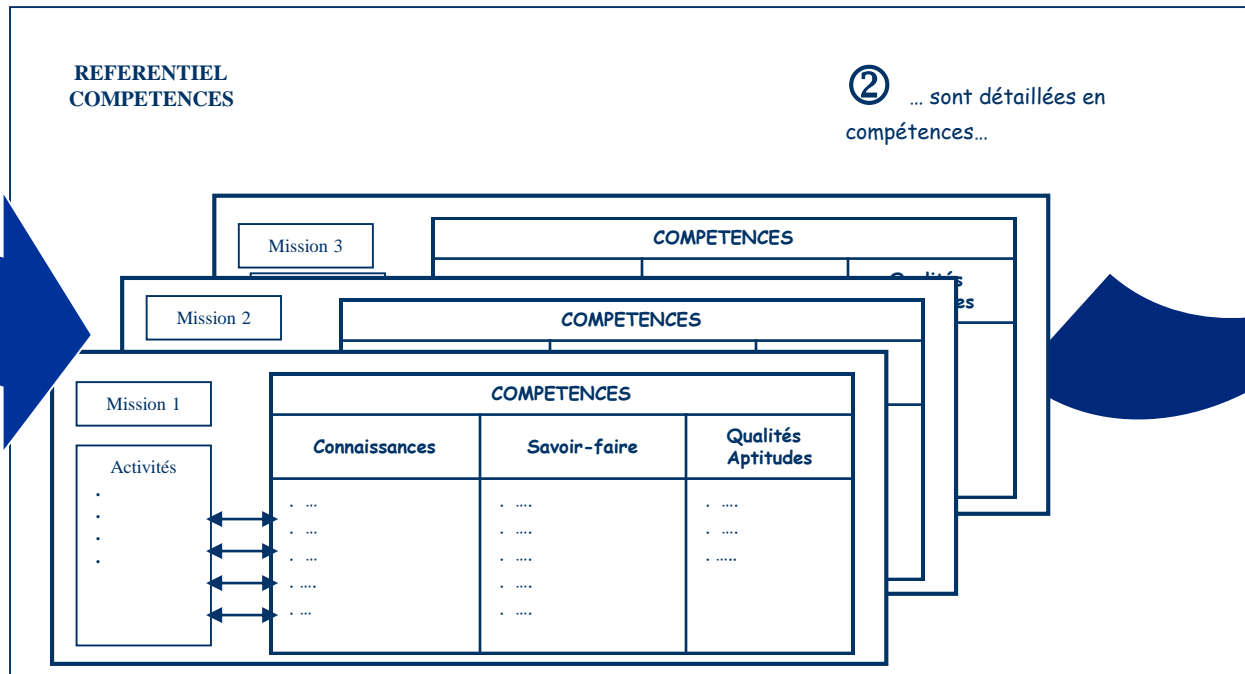 REFERENTIEL
COMPETENCES
② ... sont détaillées en
compétences...
Mission 3
COMPETENCES
Mission 2
COMPETENCES
Mission 1
COMPETENCES
Connaissances
Savoir-faire
Qualités
Aptitudes
Activités
.
.
.
.
. ...
. ...
. ...
. ....
. ...
. ....
. ....
. ....
. ....
. ....
. ....
. ....
. .....